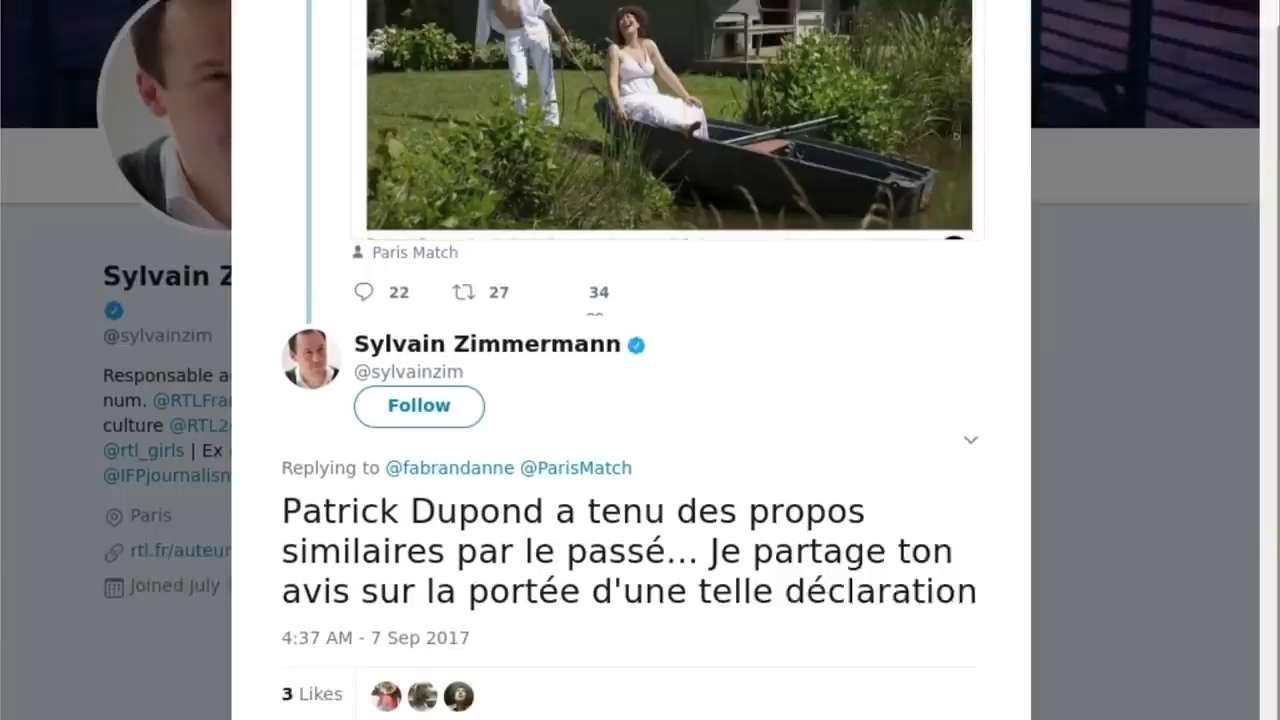 Paris Match
22 27 34
Sylvain Zimmermann
@sylvainzim
Follow
Replying to @fabrandanne @ParisMatch
Patrick Dupond a tenu des propos
similaires par le passé... Je partage ton
avis sur la portée d'une telle déclaration
4:37 AM - 7 Sep 2017
3 Likes
Sylvain Z
@sylvainzim
Responsable a
num. @RTLFra
culture @RTL2
@rtl_girls | Ex
@IFPjournalism
Paris
rtl.fr/auteur
Joined July